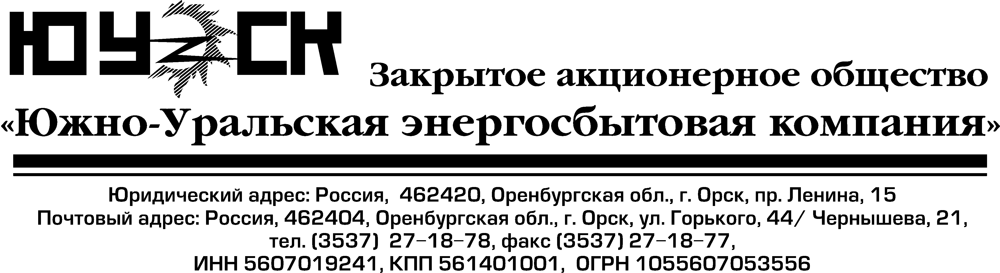 ЮУЭСК
Закрытое акционерное общество
«Южно-Уральская энергосбытовая компания»
Юридический адрес: Россия, 462420, Оренбургская обл., г. Орск, пр. Ленина, 15
Почтовый адрес: Россия, 462404, Оренбургская обл., г. Орск, ул. Горького, 44/ Чернышева, 21,
тел. (3537) 27-18-78, факс (3537) 27-18-77,
ИНН 5607019241, КПП 561401001, ОГРН 1055607053556